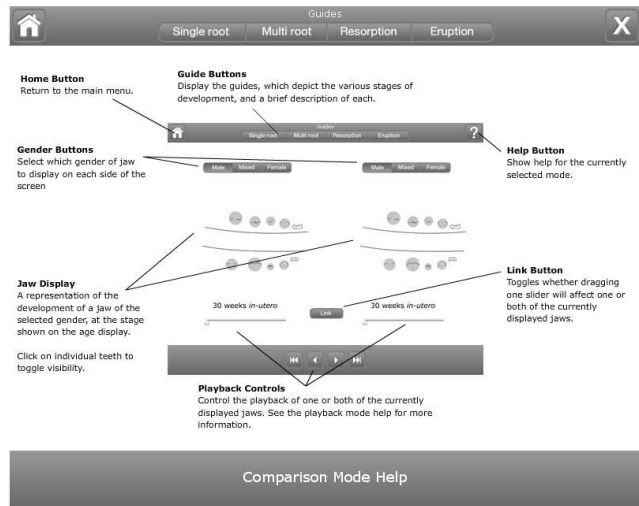 Guides
Single root Multi root Resorption Eruption X
Home Button
Return to the main menu.
Guide Buttons
Display the guides, which depict the various stages of
development, and a brief description of each.
Guides
Single root Multi root Resorption Eruption ?
Gender Buttons
Select which gender of jaw
to display on each side of the
screen
Male Mixed Female
Male Mixed Female
Help Button
Show help for the currently
selected mode.
Jaw Display
A representation of the
development of a jaw of the
selected gender, at the stage
shown on the age display.
Click on individual teeth to
toggle visibility.
30 weeks in-utero
Link
30 weeks in-utero
Link Button
Toggles whether dragging
one slider will affect one or
both of the currently
displayed jaws.
Playback Controls
Control the playback of one or both of the currently
displayed jaws. See the playback mode help for more
information.
Comparison Mode Help